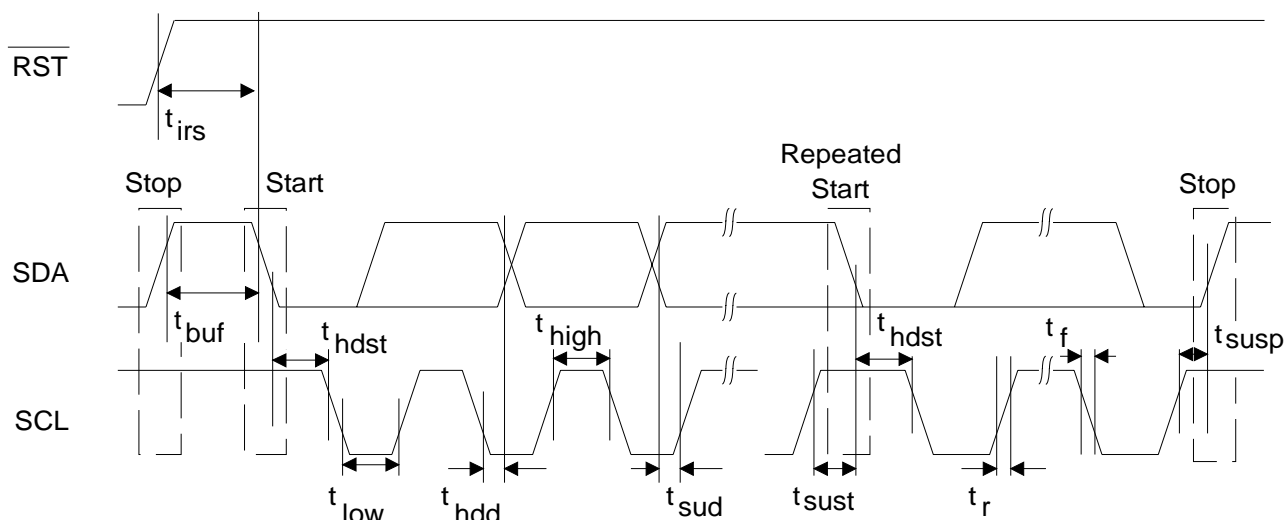 RST
t irs
Repeated
Stop Start Start Stop
SDA
t buf t hdst t high t hdst t f t susp
SCL
t low t hdd t sud t sust t r